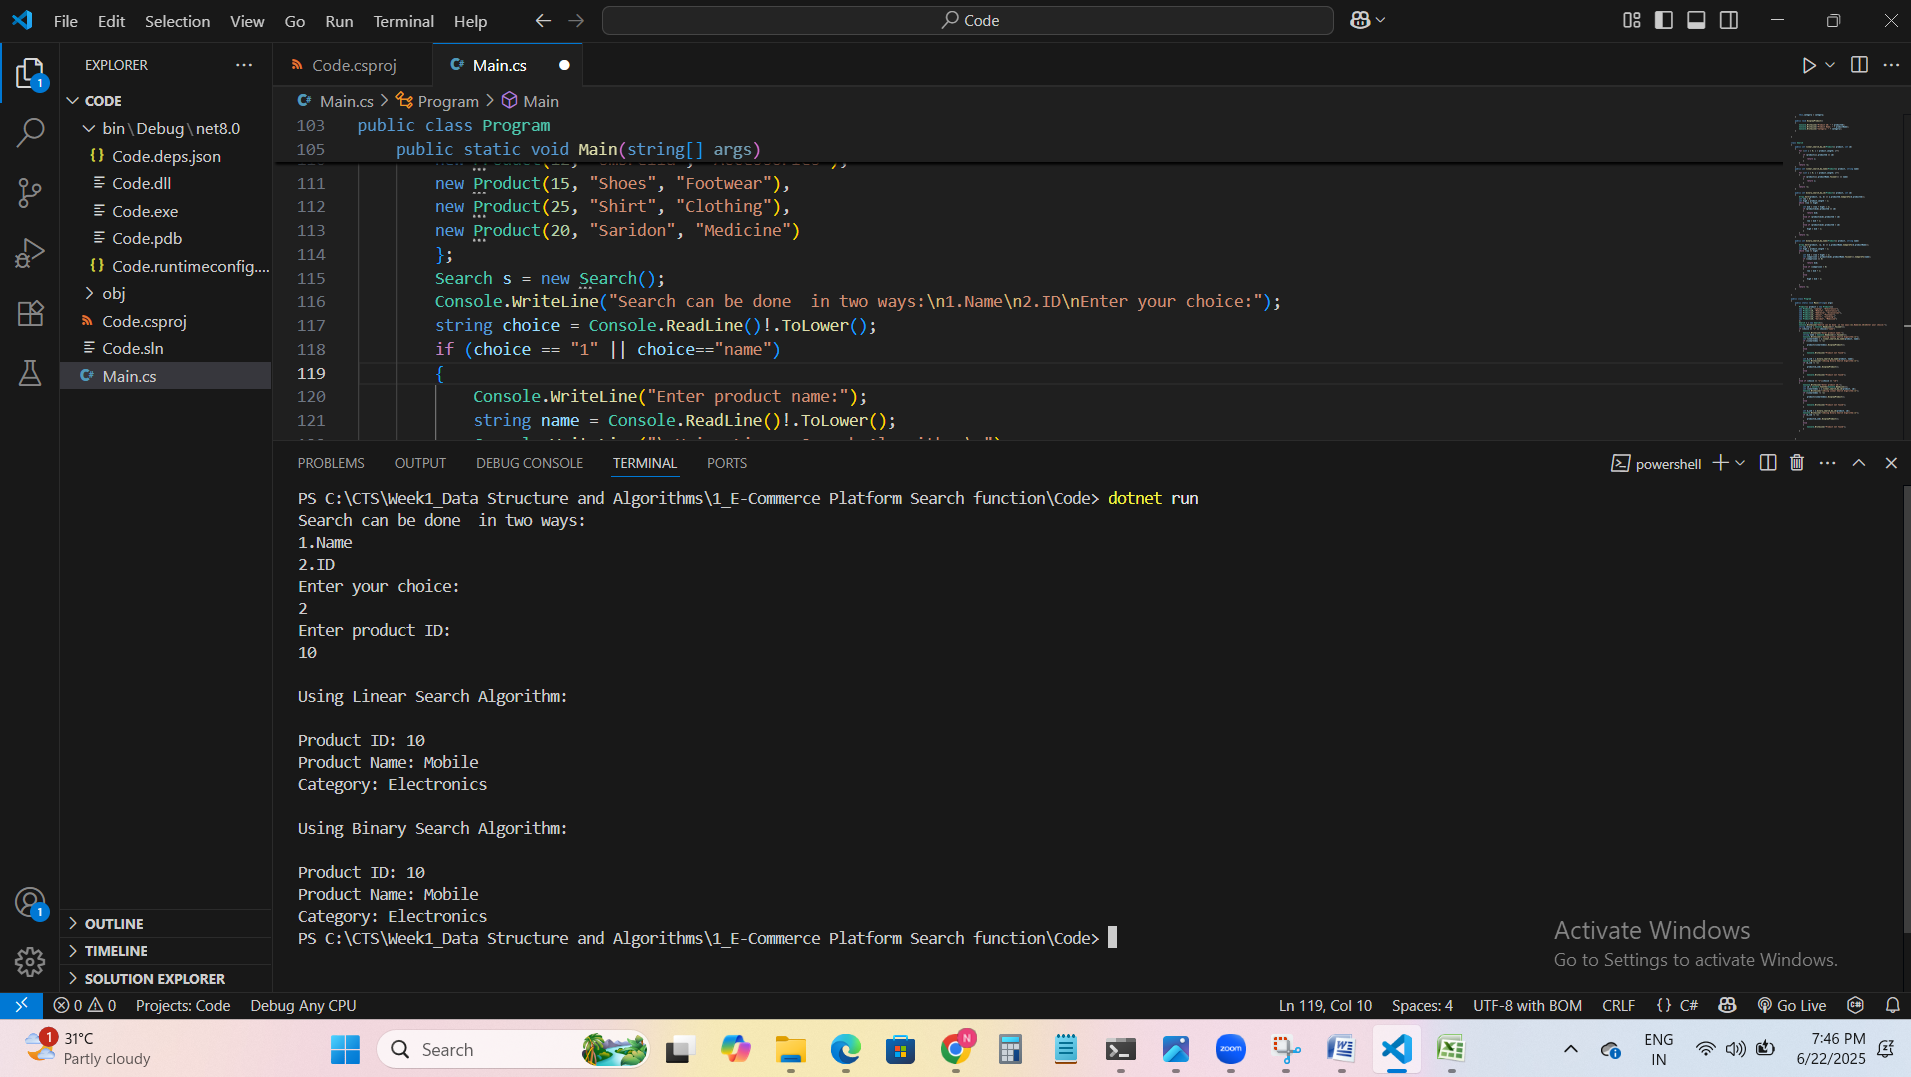 File Edit Selection View Go Run Terminal Help
Code
EXPLORER
CODE
bin\Debug\net8.0
Code.deps.json
Code.dll
Code.exe
Code.pdb
Code.runtimeconfig....
obj
Code.csproj
Code.sln
Main.cs
OUTLINE
TIMELINE
SOLUTION EXPLORER
1
1
Code.csproj
Main.cs
Main.cs > Program > Main
103 public class Program
105 public static void Main(string[] args)
111 new Product(15, "Shoes", "Footwear"),
112 new Product(25, "Shirt", "Clothing"),
113 new Product(20, "Saridon", "Medicine")
114 };
115 Search s = new Search();
116 Console.WriteLine("Search can be done  in two ways:\n1.Name\n2.ID\nEnter your choice:");
117 string choice = Console.ReadLine()!.ToLower();
118 if (choice == "1" || choice=="name")
119 {
120 Console.WriteLine("Enter product name:");
121 string name = Console.ReadLine()!.ToLower();
PROBLEMS OUTPUT DEBUG CONSOLE TERMINAL PORTS
powershell
PS C:\CTS\Week1_Data Structure and Algorithms\1_E-Commerce Platform Search function\Code> dotnet run
Search can be done  in two ways:
1.Name
2.ID
Enter your choice:
2
Enter product ID:
10
Using Linear Search Algorithm:
Product ID: 10
Product Name: Mobile
Category: Electronics
Using Binary Search Algorithm:
Product ID: 10
Product Name: Mobile
Category: Electronics
PS C:\CTS\Week1_Data Structure and Algorithms\1_E-Commerce Platform Search function\Code>
Activate Windows
Go to Settings to activate Windows.
0 0 Projects: Code Debug Any CPU
Ln 119, Col 10 Spaces: 4 UTF-8 with BOM CRLF {} C# Go Live
1
31°C
Partly cloudy
Search
N
zoom
ENG
IN
7:46 PM
6/22/2025